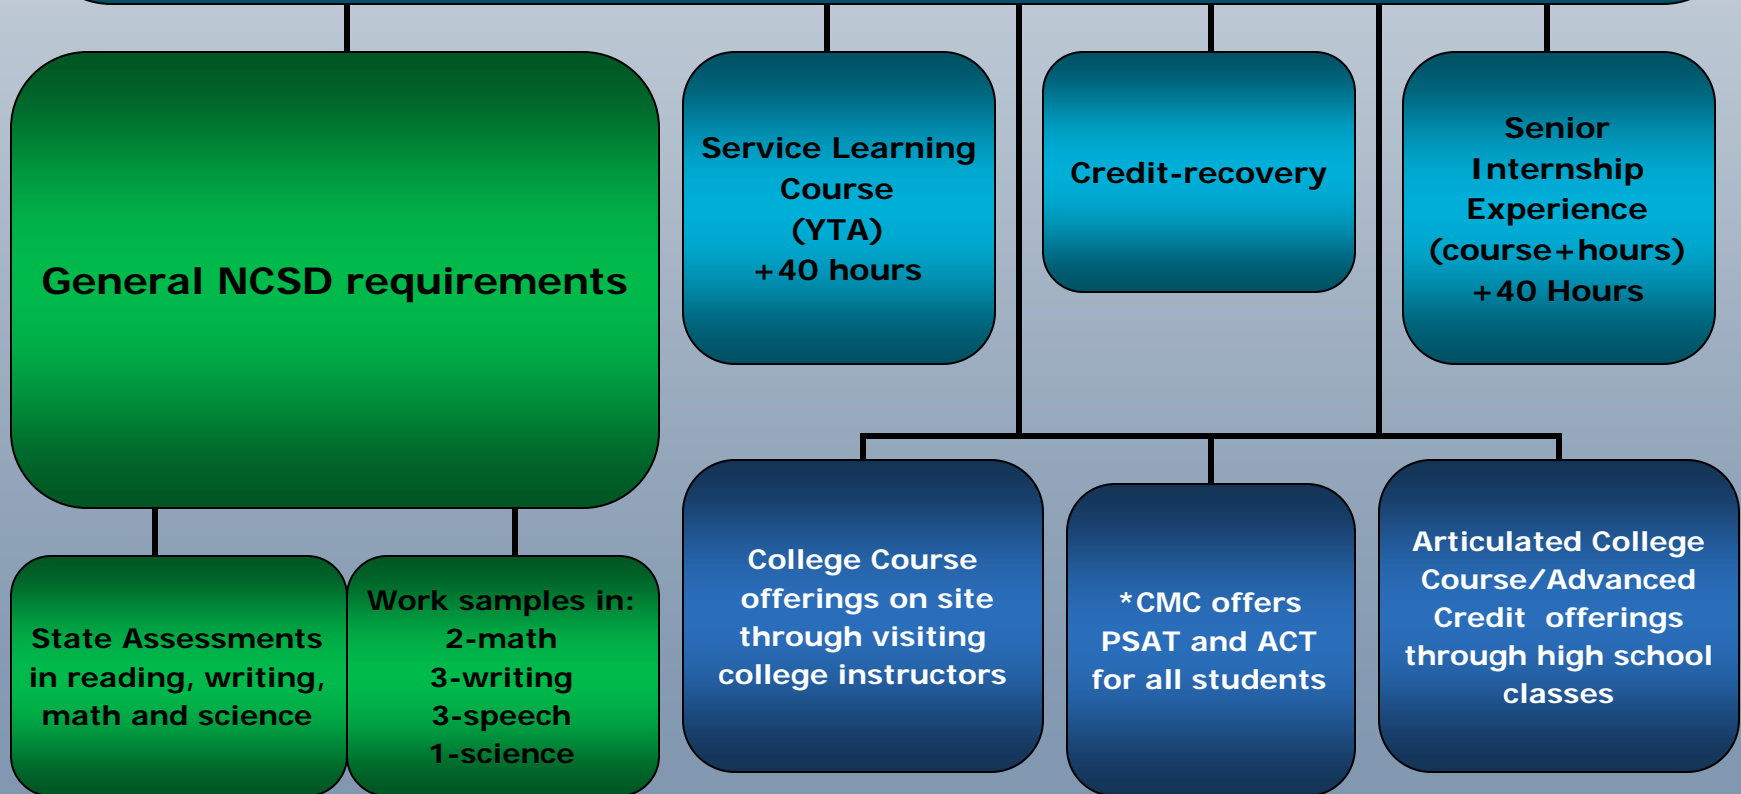 General NCSD requirements
Service Learning
Course
(YTA)
+40 hours
Credit-recovery
Senior
Internship
Experience
(course+hours)
+40 Hours
State Assessments
in reading, writing,
math and science
Work samples in:
2-math
3-writing
3-speech
1-science
College Course
offerings on site
through visiting
college instructors
*CMC offers
PSAT and ACT
for all students
Articulated College
Course/Advanced
Credit offerings
through high school
classes